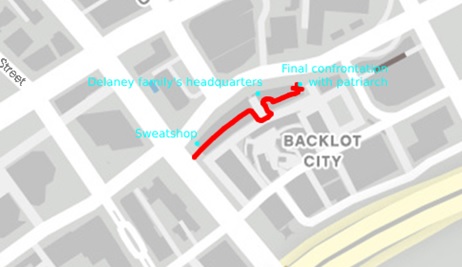 Street
Final confrontation
Delaney family's headquarters
with patriarch
Sweatshop
BACKLOT
CITY